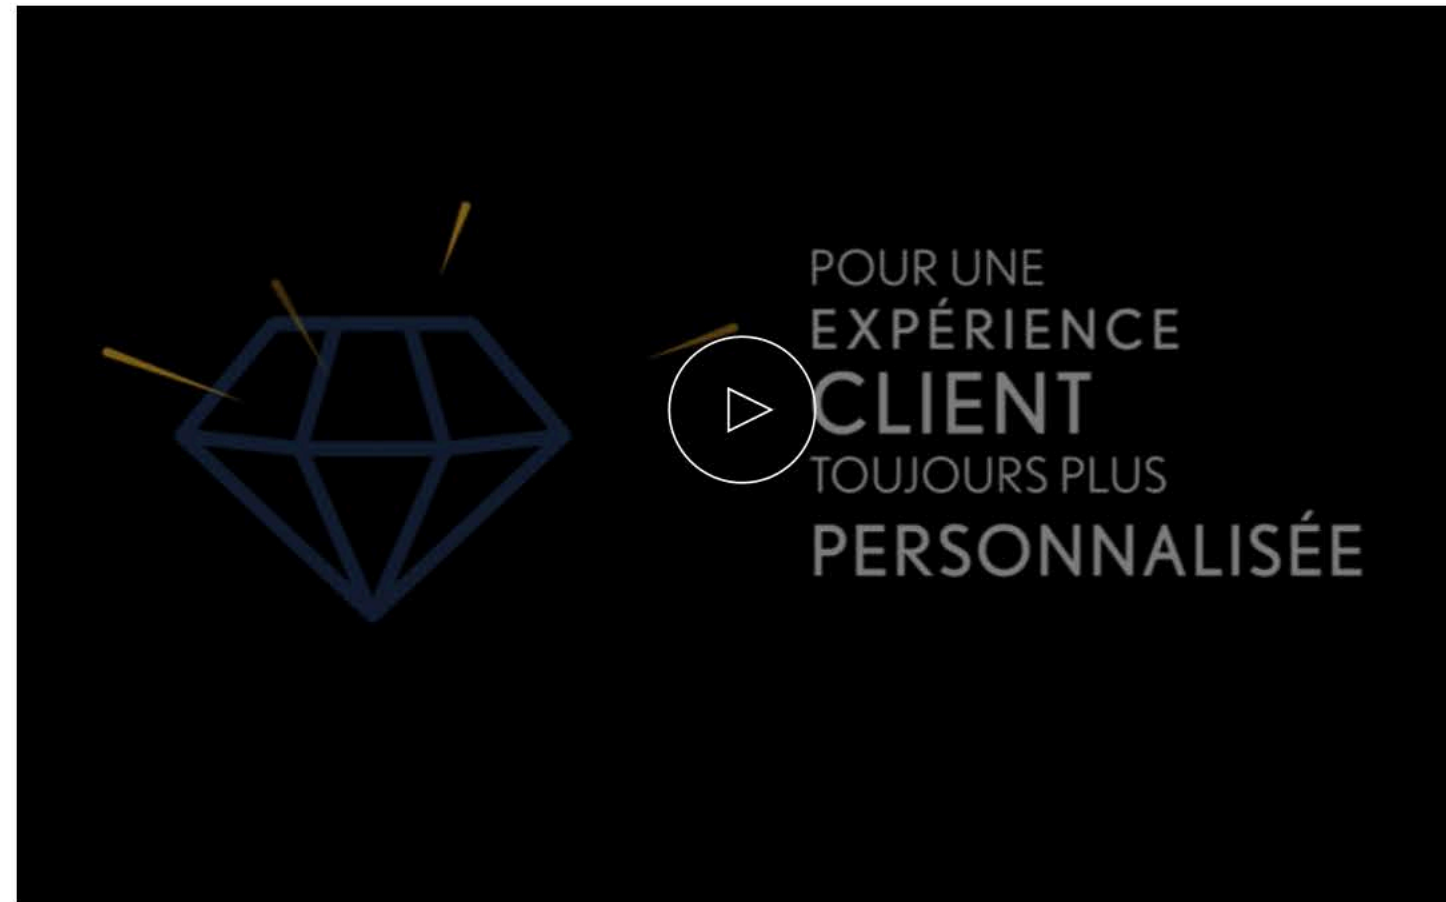 POUR UNE
EXPÉRIENCE
CLIENT
TOUJOURS PLUS
PERSONNALISÉE